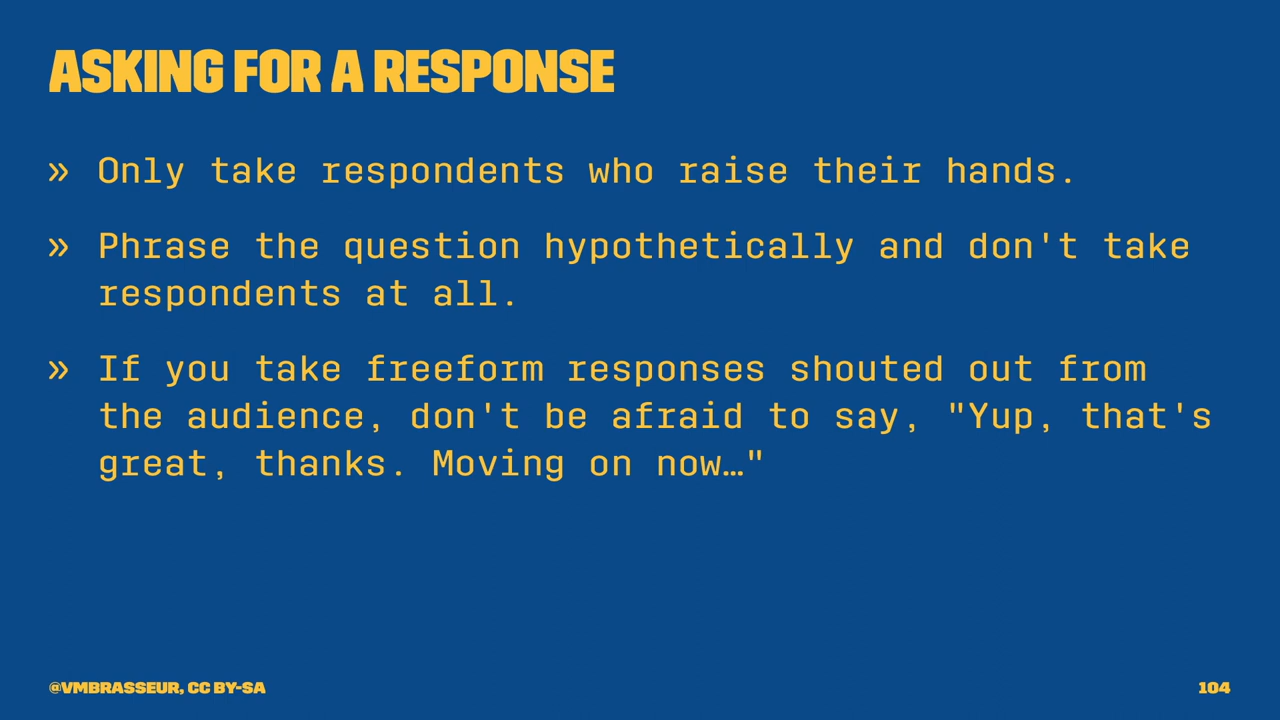 ASKING FOR A RESPONSE
» Only take respondents who raise their hands.
» Phrase the question hypothetically and don't take
respondents at all.
» If you take freeform responses shouted out from
the audience, don't be afraid to say, "Yup, that's
great, thanks. Moving on now…"
@VMBRASSEUR, CC BY-SA
104